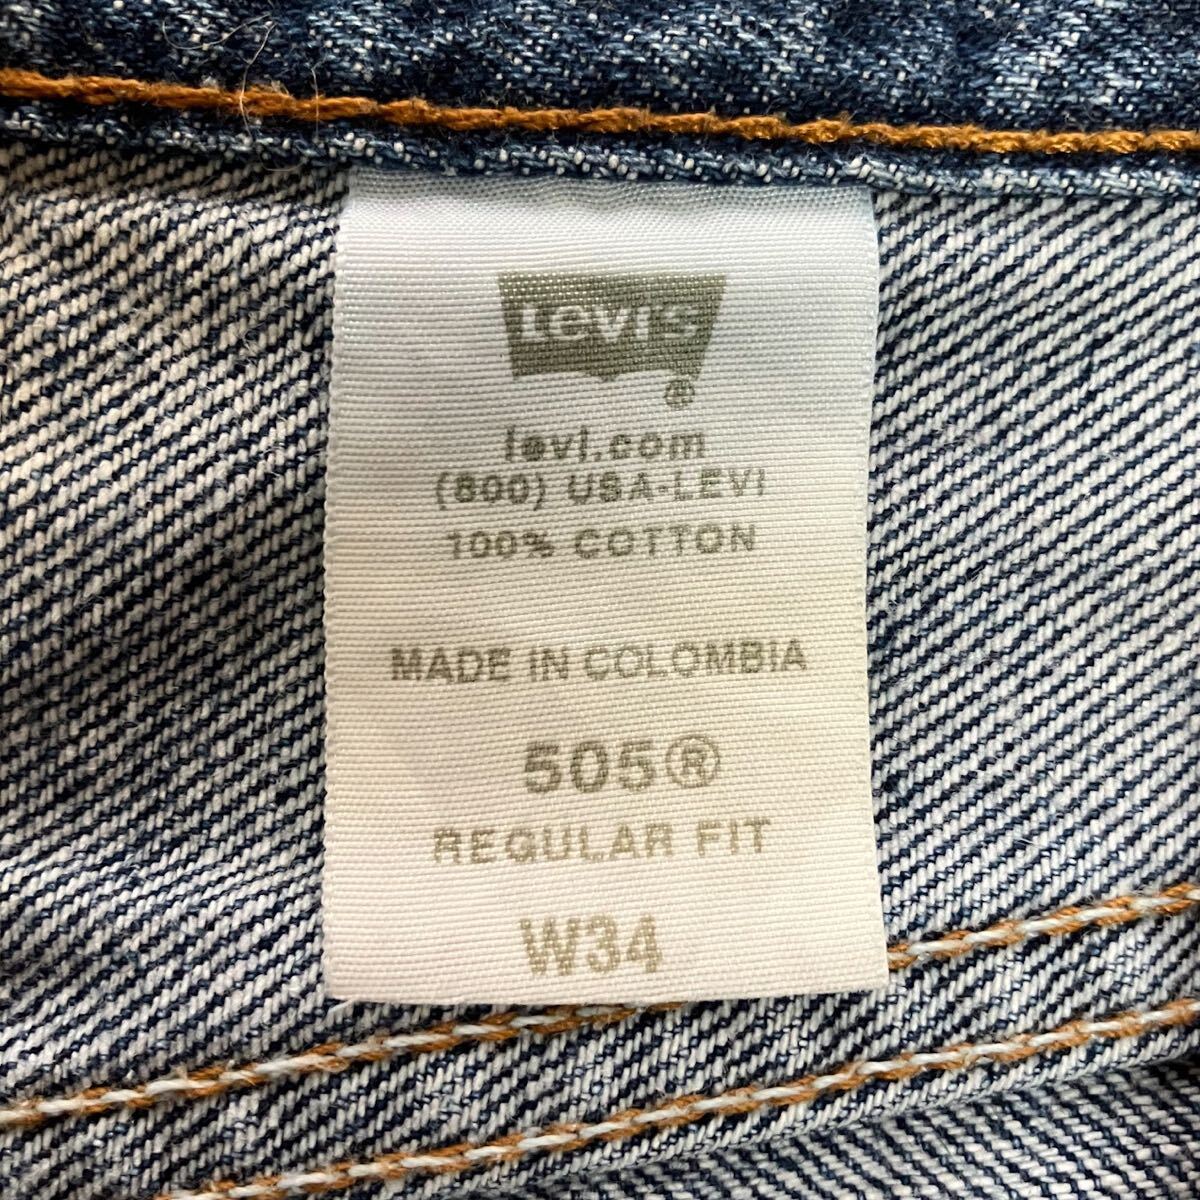 Levi's
®
levi.com
(800) USA-LEVI
100% COTTON
MADE IN COLOMBIA
505®
REGULAR FIT
W34